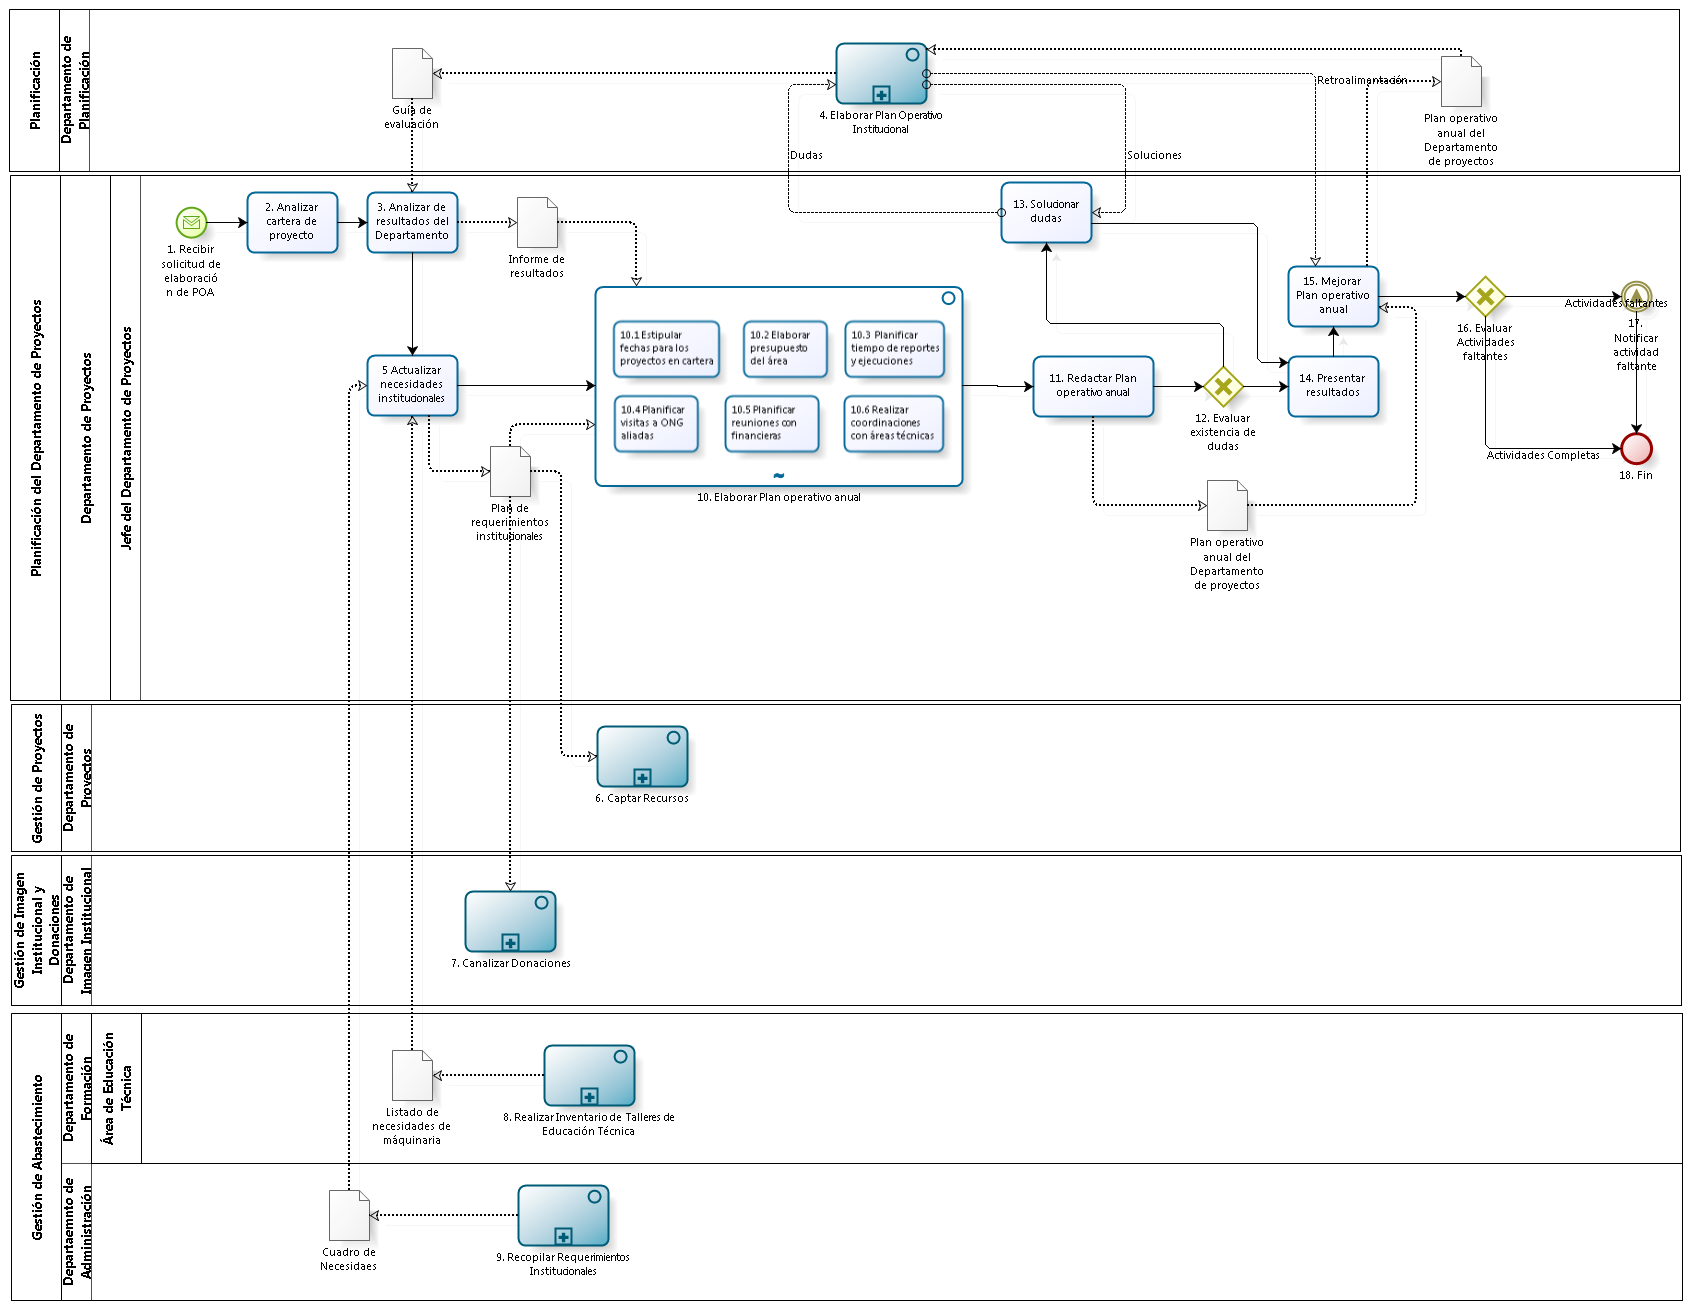 Planificación
Departamento de
Planificación
Guía de
evaluación
4. Elaborar Plan Operativo
Institucional
Retroalimentación
Plan operativo
anual del
Departamento
de proyectos
Dudas
Soluciones
Planificación del Departamento de Proyectos
Departamento de Proyectos
Jefe del Departamento de Proyectos
1. Recibir
solicitud de
elaboració
n de POA
2. Analizar
cartera de
proyecto
3. Analizar de
resultados del
Departamento
Informe de
resultados
13. Solucionar
dudas
5 Actualizar
necesidades
institucionales
10.1 Estipular
fechas para los
proyectos en cartera
10.2 Elaborar
presupuesto
del área
10.3 Planificar
tiempo de reportes
y ejecuciones
10.4 Planificar
visitas a ONG
aliadas
10.5 Planificar
reuniones con
financieras
10.6 Realizar
coordinaciones
con áreas técnicas
10. Elaborar Plan operativo anual
Plan de
requerimientos
institucionales
11. Redactar Plan
operativo anual
12. Evaluar
existencia de
dudas
14. Presentar
resultados
15. Mejorar
Plan operativo
anual
16. Evaluar
Actividades
faltantes
Actividades faltantes
17.
Notificar
actividad
faltante
Actividades Completas
18. Fin
Plan operativo
anual del
Departamento
de proyectos
Gestión de Proyectos
Departamento de
Proyectos
6. Captar Recursos
Gestión de Imagen
Institucional y
Donaciones
Departamento de
Imagen Institucional
7. Canalizar Donaciones
Gestión de Abastecimiento
Departamento de
Formación
Área de Educación
Técnica
Listado de
necesidades de
máquinaria
8. Realizar Inventario de Talleres de
Educación Técnica
Departaemnto de
Administración
Cuadro de
Necesidaes
9. Recopilar Requerimientos
Institucionales